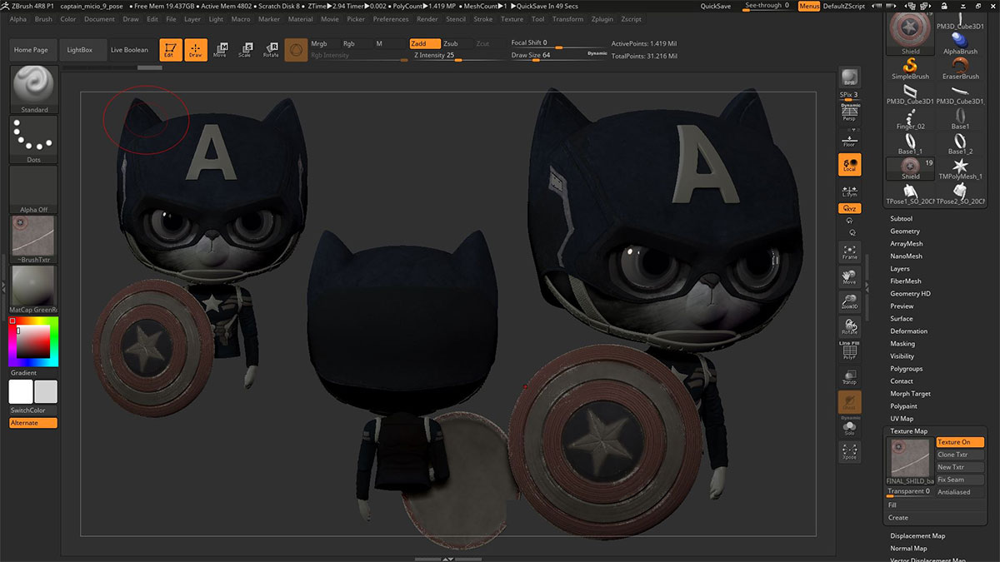 ZBrush 4R8 P1 captain_micio_9_pose • Free Mem 19.437GB • Active Mem 4802 • Scratch Disk 8 • ZTime▶2.94 Timer▶0.002 • PolyCount▶1.419 MP • MeshCount▶1 ▶QuickSave In 49 Secs QuickSave See-through 0 Menus DefaultZScript
Alpha Brush Color Document Draw Edit File Layer Light Macro Marker Material Movie Picker Preferences Render Stencil Stroke Texture Tool Transform Zplugin Zscript
Home Page LightBox Live Boolean Edit Draw Move Scale Rotate
Mrgb Rgb M Zadd Zsub Zcut Focal Shift 0 ActivePoints: 1.419 Mil
Rgb Intensity Z Intensity 25 Draw Size 64 Dynamic TotalPoints: 31.216 Mil
Standard
Dots
Alpha Off
~BrushTxtr
MatCap GreenR
Gradient
SwitchColor
Alternate
A
A
BPR
SPix 3
Dynamic
Persp
Floor
Local
L.Sym
QXYZ
Frame
Move
Zoom3D
Rotate
Line Fill
PolyF
Transp
Dynamic
Solo
Xpose
19
Shield
PM3D_Cube3D1
AlphaBrush
SimpleBrush EraserBrush
PM3D_Cube3D1 PM3D_Cube3D1
Finger_02 Base1
Base1_1 Base1_2
19
Shield TMPolyMesh_1
TPose1_SO_20CM TPose2_SO_20CM
Subtool
Geometry
ArrayMesh
NanoMesh
Layers
FiberMesh
Geometry HD
Preview
Surface
Deformation
Masking
Visibility
Polygroups
Contact
Morph Target
Polypaint
UV Map
Texture Map
Texture On
Clone Txtr
New Txtr
FINAL_SHILD_ba Fix Seam
Transparent 0 Antialiased
Fill
Create
Displacement Map
Normal Map
Vector Displacement Map